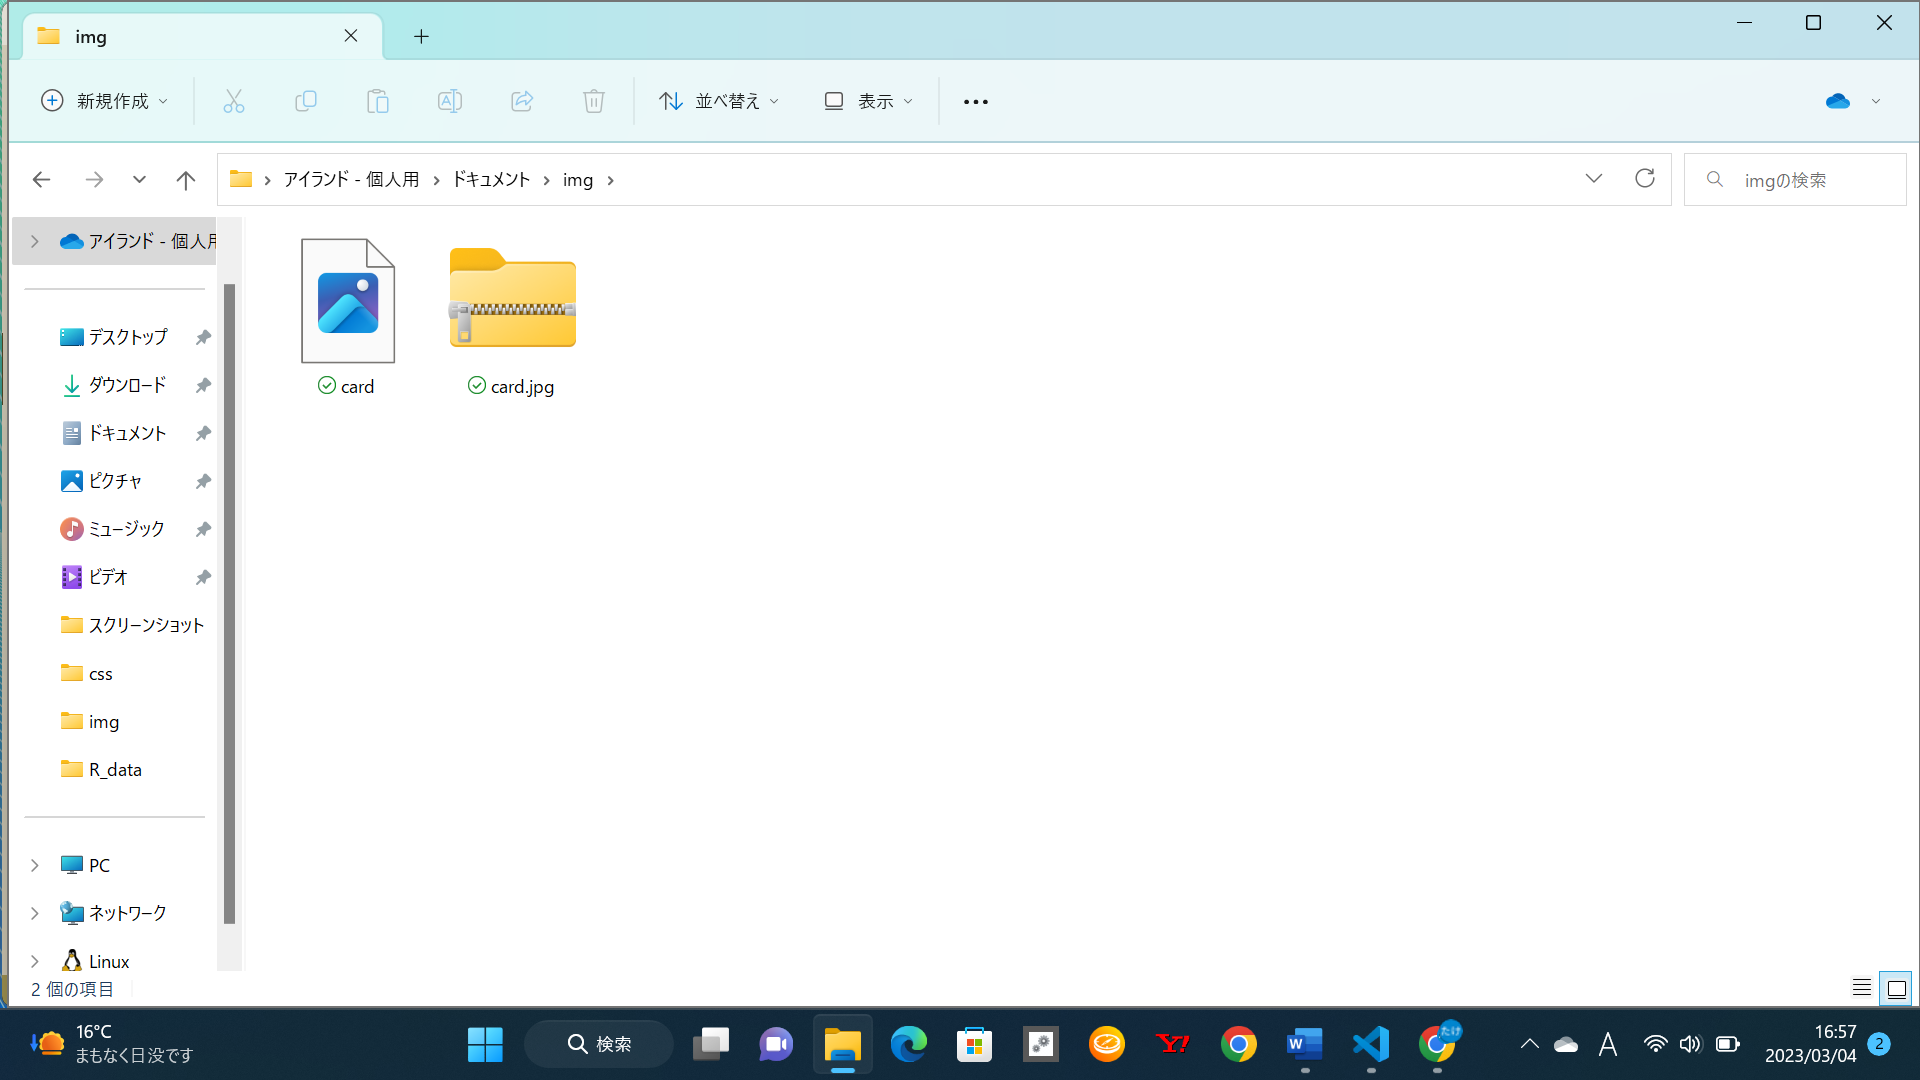 img
新規作成
並べ替え
表示
アイランド - 個人用
ドキュメント
img
imgの検索
アイランド - 個人用
デスクトップ
ダウンロード
ドキュメント
ピクチャ
ミュージック
ビデオ
スクリーンショット
css
img
R_data
PC
ネットワーク
Linux
card
card.jpg
2 個の項目
16°C
まもなく日没です
検索
たけ
A
16:57
2023/03/04
2